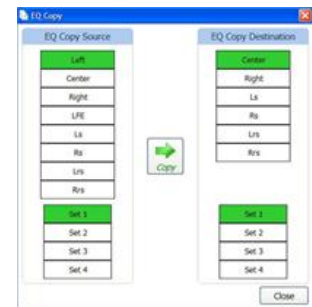 EQ Copy
EQ Copy Source
Left
Center
Right
LFE
Ls
Rs
Lrs
Rrs
Set 1
Set 2
Set 3
Set 4
Copy
EQ Copy Destination
Center
Right
Ls
Rs
Lrs
Rrs
Set 1
Set 2
Set 3
Set 4
Close